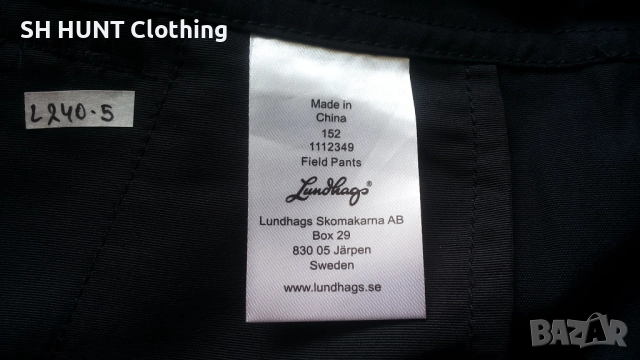 SH HUNT Clothing
L240-5
Made in
China
152
1112349
Field Pants
Lundhags®
Lundhags Skomakarna AB
Box 29
830 05 Järpen
Sweden
www.lundhags.se
BAZAR